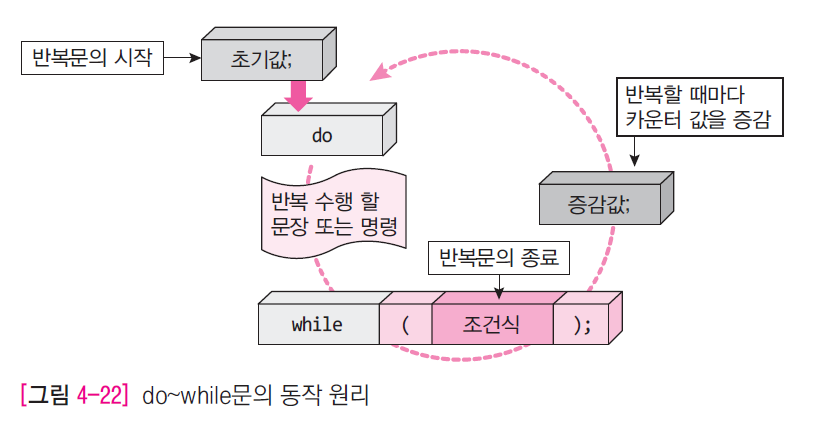 반복문의 시작
초기값;
do
반복 수행 할
문장 또는 명령
반복할 때마다
카운터 값을 증감
증감값;
반복문의 종료
while ( 조건식 );
[그림 4-22] do~while문의 동작 원리